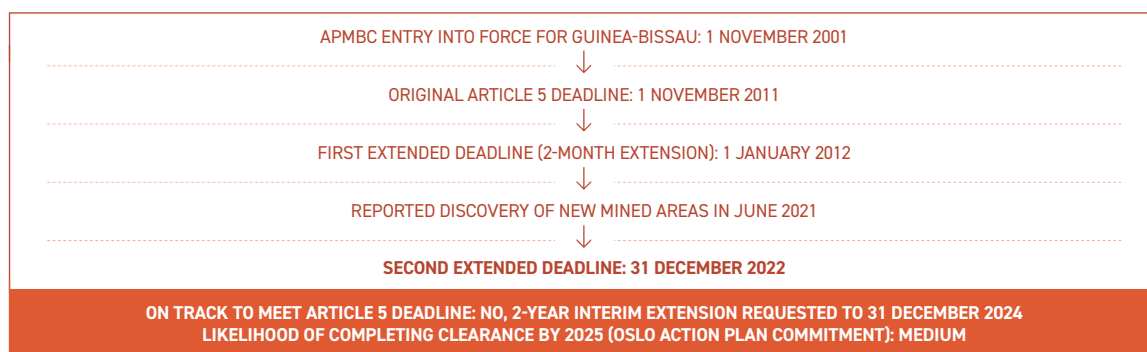 APMBC ENTRY INTO FORCE FOR GUINEA-BISSAU: 1 NOVEMBER 2001
ORIGINAL ARTICLE 5 DEADLINE: 1 NOVEMBER 2011
FIRST EXTENDED DEADLINE (2-MONTH EXTENSION): 1 JANUARY 2012
REPORTED DISCOVERY OF NEW MINED AREAS IN JUNE 2021
SECOND EXTENDED DEADLINE: 31 DECEMBER 2022
ON TRACK TO MEET ARTICLE 5 DEADLINE: NO, 2-YEAR INTERIM EXTENSION REQUESTED TO 31 DECEMBER 2024
LIKELIHOOD OF COMPLETING CLEARANCE BY 2025 (OSLO ACTION PLAN COMMITMENT): MEDIUM